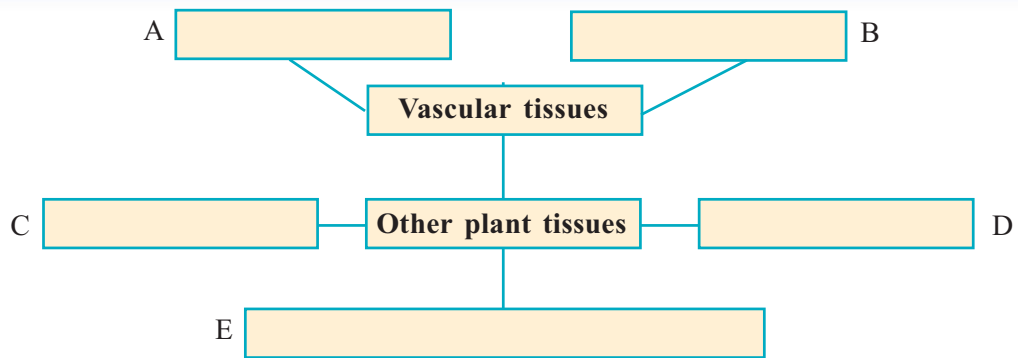 A
B
Vascular tissues
C
Other plant tissues
D
E